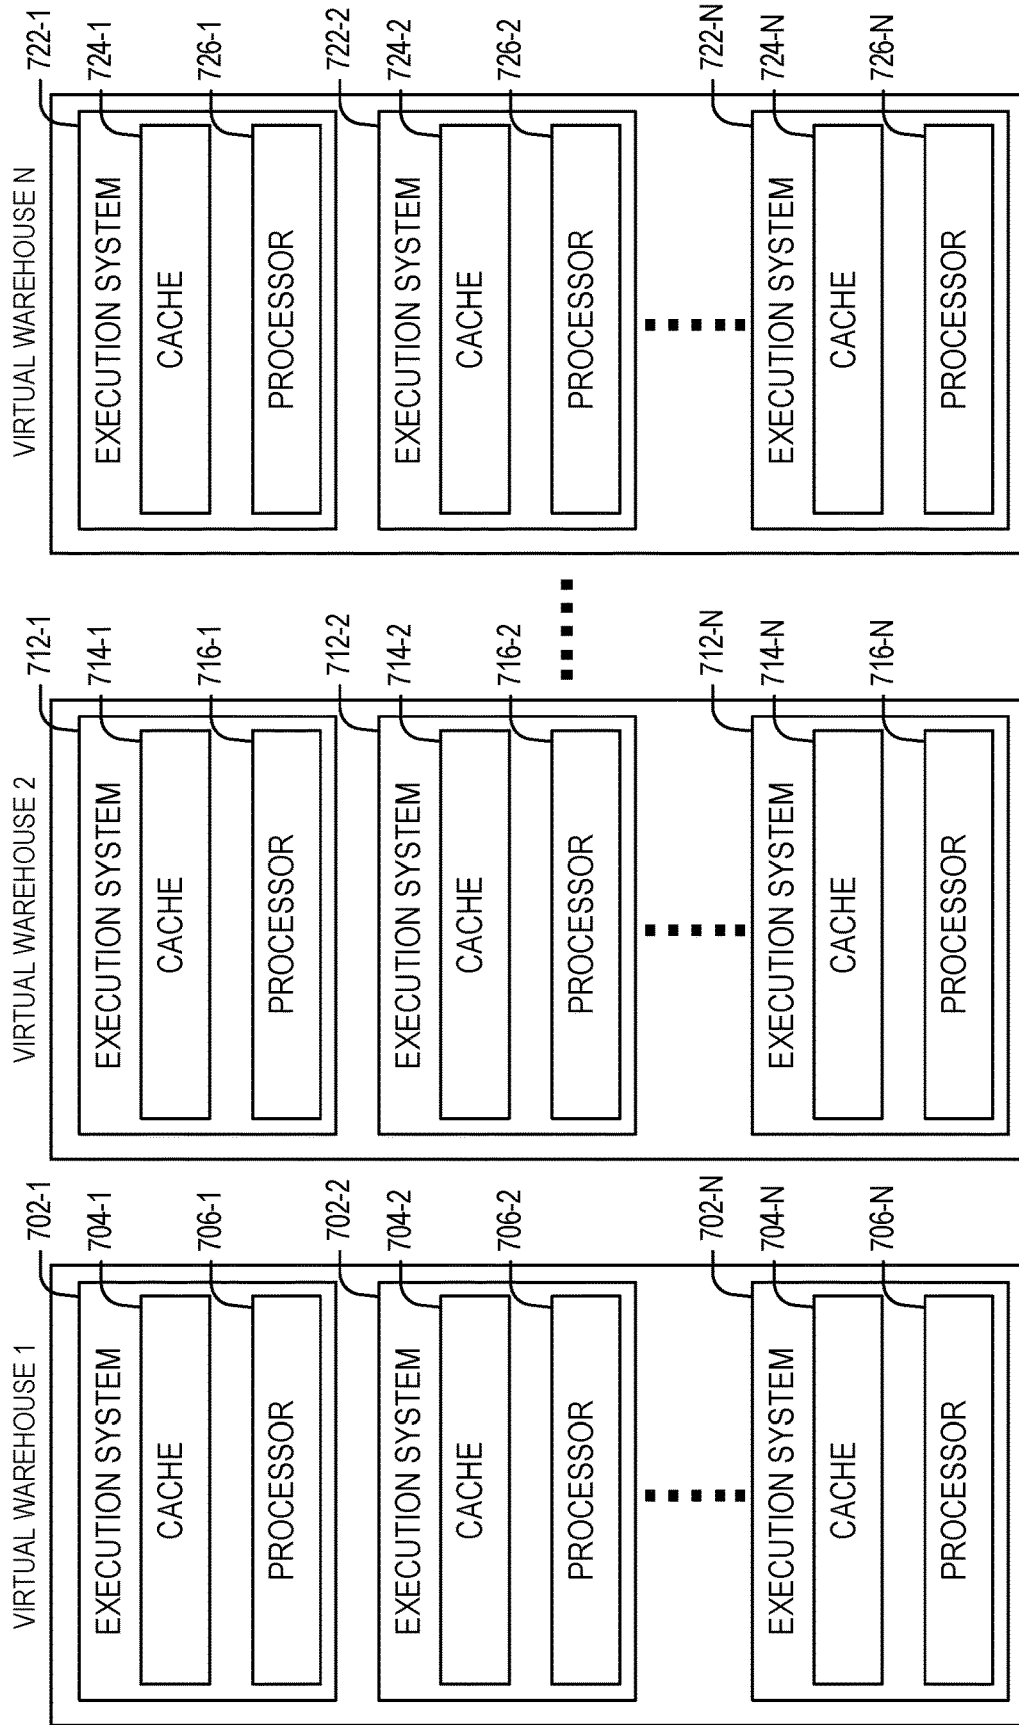 VIRTUAL WAREHOUSE 1
702-1
EXECUTION SYSTEM
704-1
CACHE
706-1
PROCESSOR
702-2
EXECUTION SYSTEM
704-2
CACHE
706-2
PROCESSOR
702-N
EXECUTION SYSTEM
704-N
CACHE
706-N
PROCESSOR
VIRTUAL WAREHOUSE 2
712-1
EXECUTION SYSTEM
714-1
CACHE
716-1
PROCESSOR
712-2
EXECUTION SYSTEM
714-2
CACHE
716-2
PROCESSOR
712-N
EXECUTION SYSTEM
714-N
CACHE
716-N
PROCESSOR
VIRTUAL WAREHOUSE N
722-1
EXECUTION SYSTEM
724-1
CACHE
726-1
PROCESSOR
722-2
EXECUTION SYSTEM
724-2
CACHE
726-2
PROCESSOR
722-N
EXECUTION SYSTEM
724-N
CACHE
726-N
PROCESSOR